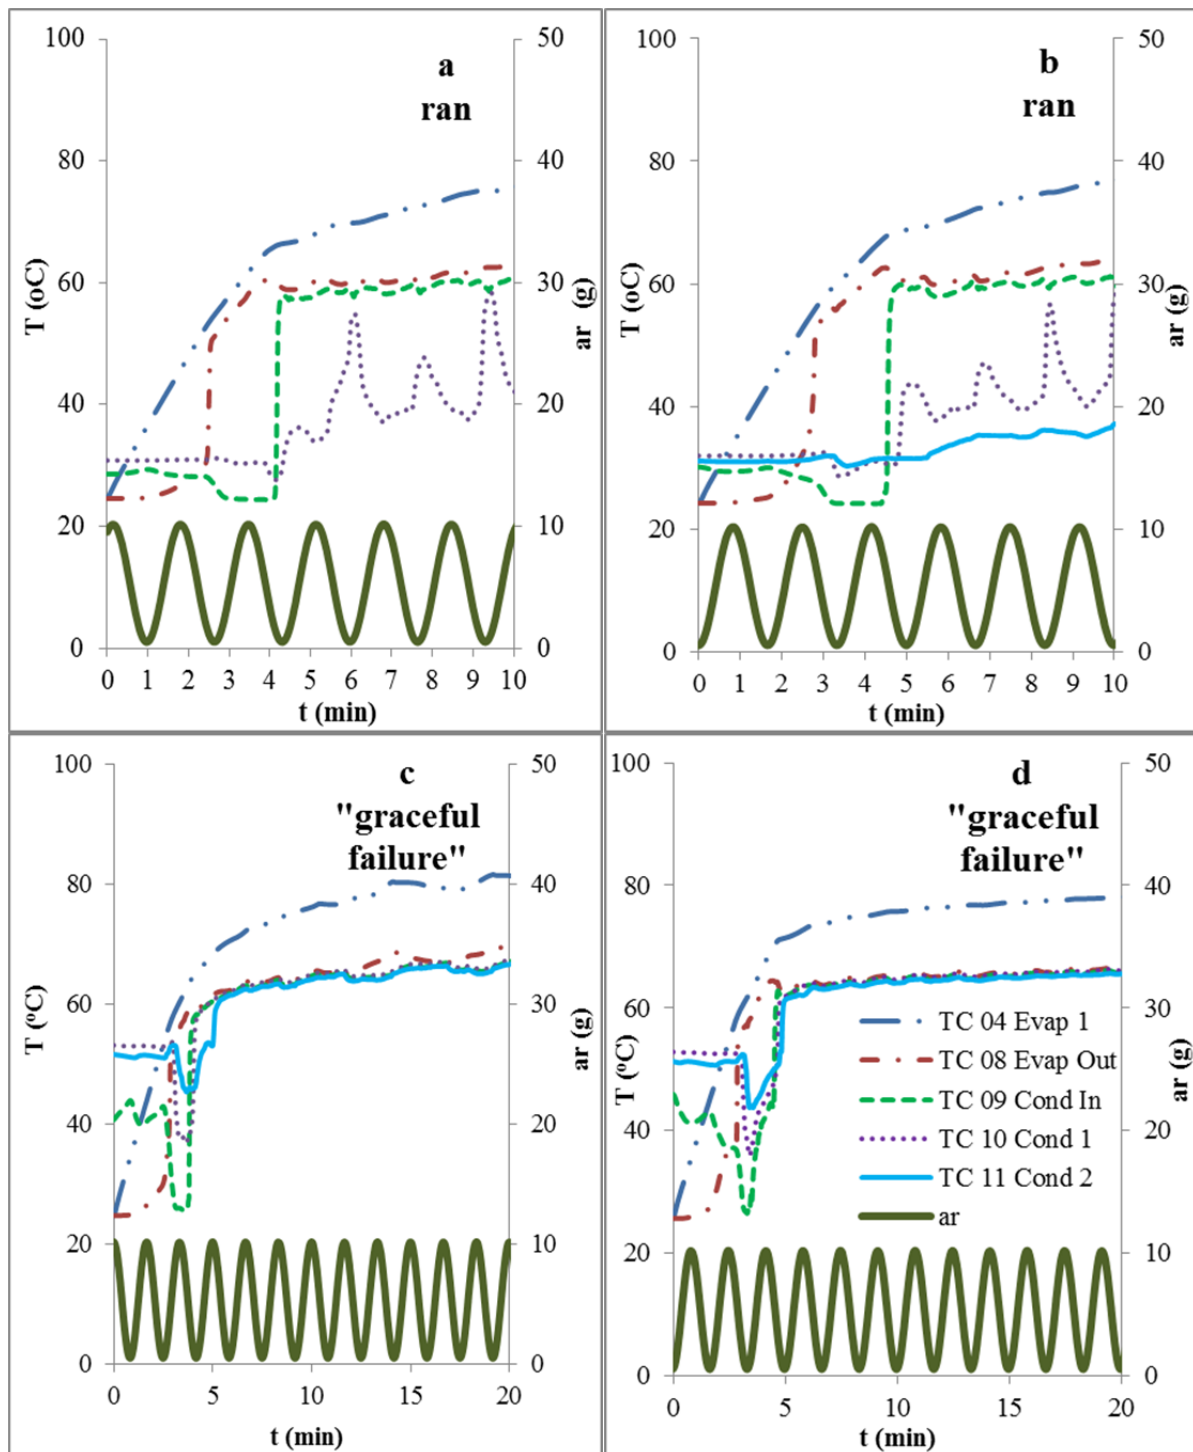 100
80
60
40
20
0
T (oC)
a
ran
50
40
30
20
10
0
ar (g)
0 1 2 3 4 5 6 7 8 9 10
t (min)
100
80
60
40
20
0
T (oC)
b
ran
50
40
30
20
10
0
ar (g)
0 1 2 3 4 5 6 7 8 9 10
t (min)
100
80
60
40
20
0
T (ºC)
c
"graceful
failure"
50
40
30
20
10
0
ar (g)
0 5 10 15 20
t (min)
100
80
60
40
20
0
T (ºC)
d
"graceful
failure"
TC 04 Evap 1
TC 08 Evap Out
TC 09 Cond In
TC 10 Cond 1
TC 11 Cond 2
ar
50
40
30
20
10
0
ar (g)
0 5 10 15 20
t (min)